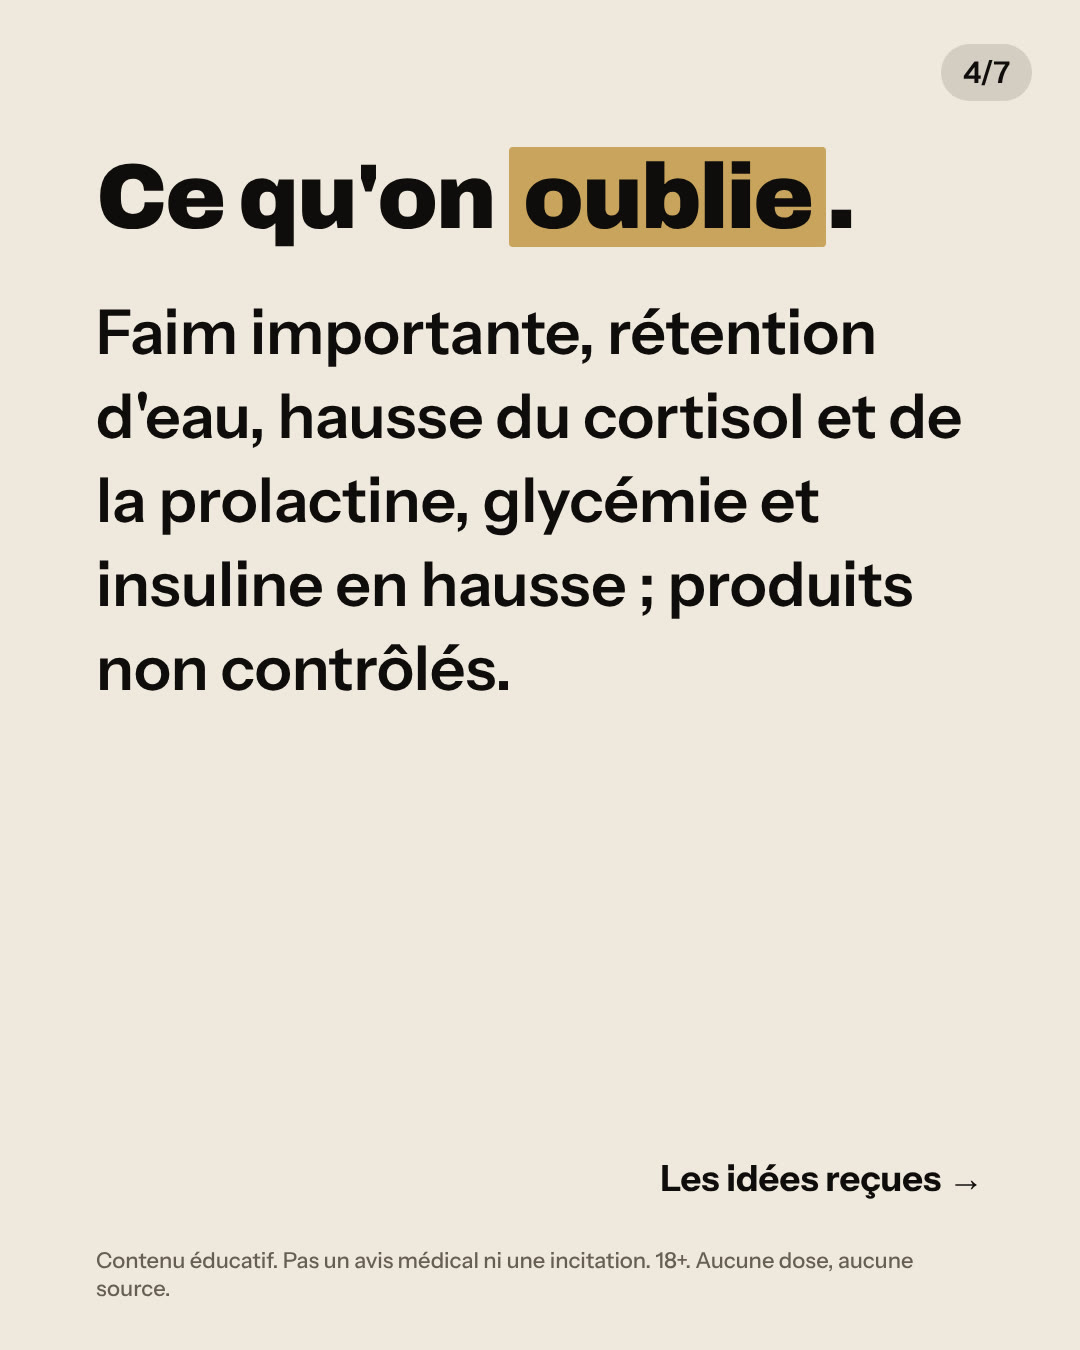 4/7
Ce qu'on oublie.
Faim importante, rétention
d'eau, hausse du cortisol et de
la prolactine, glycémie et
insuline en hausse ; produits
non contrôlés.
Les idées reçues →
Contenu éducatif. Pas un avis médical ni une incitation. 18+. Aucune dose, aucune
source.